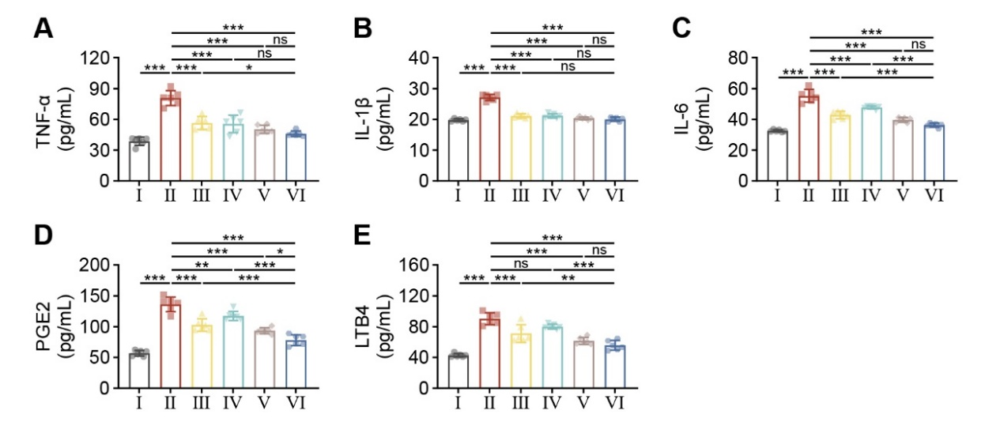 A
***
*** ns
*** ns
*** *** *
TNF-α
(pg/mL)
120
90
60
30
0
I II III IV V VI
B
***
*** ns
*** ns
*** *** ns
IL-1β
(pg/mL)
40
30
20
10
0
I II III IV V VI
C
***
*** ns
*** ***
*** *** ***
IL-6
(pg/mL)
80
60
40
20
0
I II III IV V VI
D
***
*** *
** ***
*** *** ***
PGE2
(pg/mL)
200
150
100
50
0
I II III IV V VI
E
***
*** ns
ns ***
*** *** **
LTB4
(pg/mL)
160
120
80
40
0
I II III IV V VI